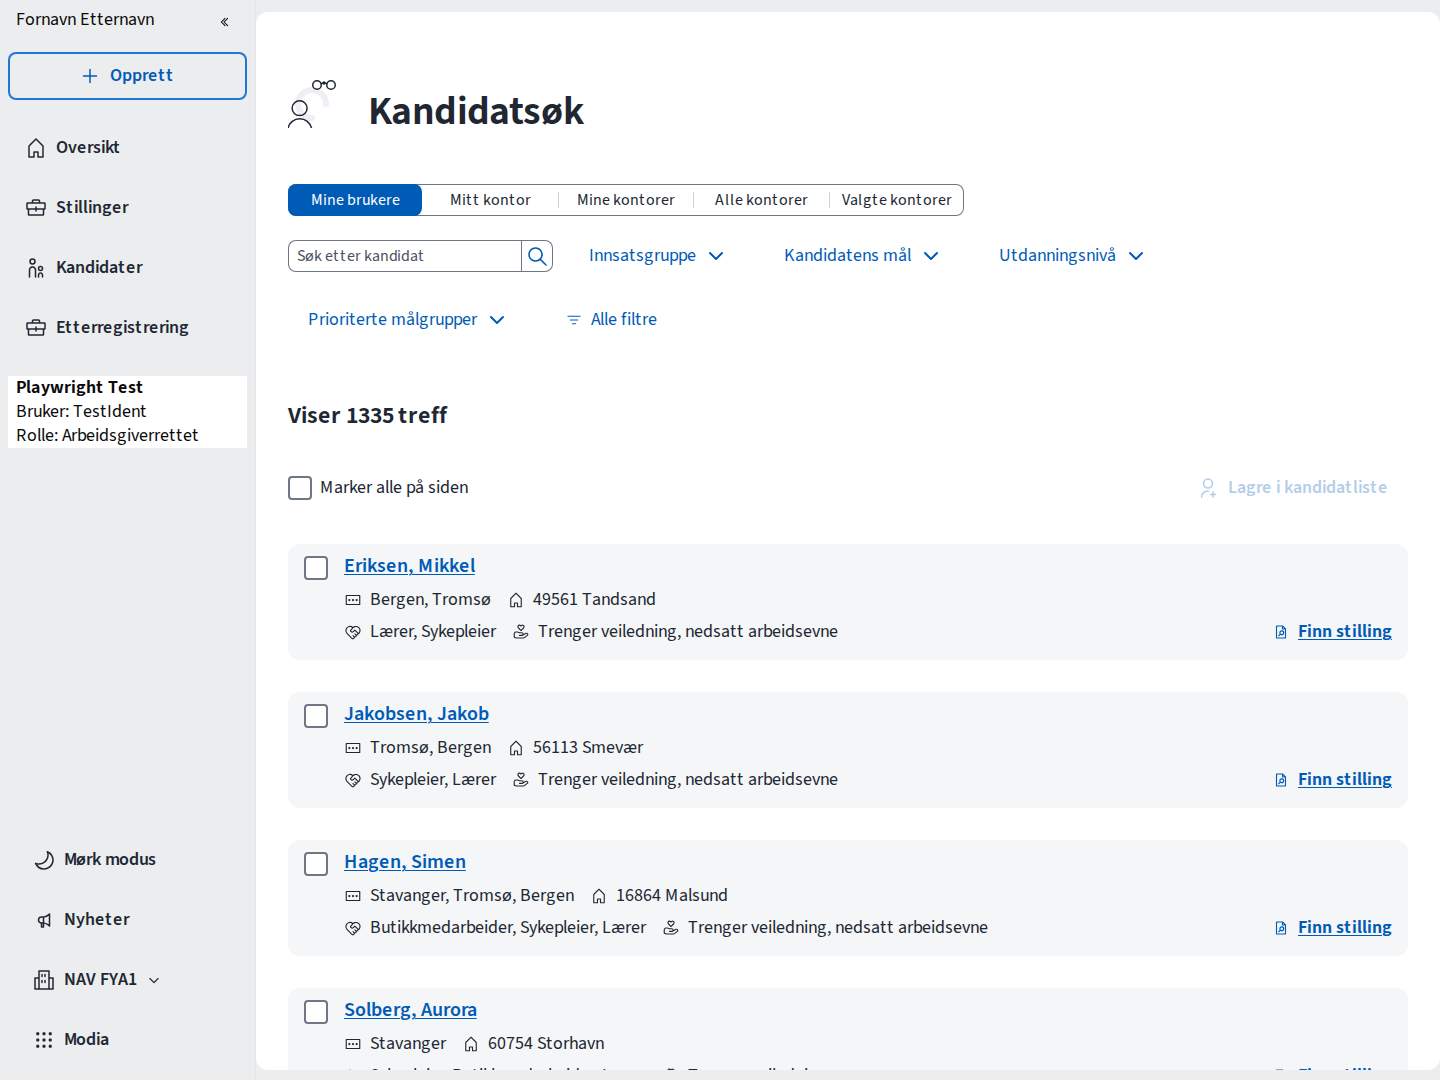 Fornavn Etternavn
Opprett
Oversikt
Stillinger
Kandidater
Etterregistrering
Playwright Test
Bruker: TestIdent
Rolle: Arbeidsgiverrettet
Mørk modus
Nyheter
NAV FYA1
Modia
Kandidatsøk
Mine brukere Mitt kontor Mine kontorer Alle kontorer Valgte kontorer
Søk etter kandidat Innsatsgruppe Kandidatens mål Utdanningsnivå
Prioriterte målgrupper Alle filtre
Viser 1335 treff
Marker alle på siden Lagre i kandidatliste
Eriksen, Mikkel
Bergen, Tromsø 49561 Tandsand
Lærer, Sykepleier Trenger veiledning, nedsatt arbeidsevne Finn stilling
Jakobsen, Jakob
Tromsø, Bergen 56113 Smevær
Sykepleier, Lærer Trenger veiledning, nedsatt arbeidsevne Finn stilling
Hagen, Simen
Stavanger, Tromsø, Bergen 16864 Malsund
Butikkmedarbeider, Sykepleier, Lærer Trenger veiledning, nedsatt arbeidsevne Finn stilling
Solberg, Aurora
Stavanger 60754 Storhavn